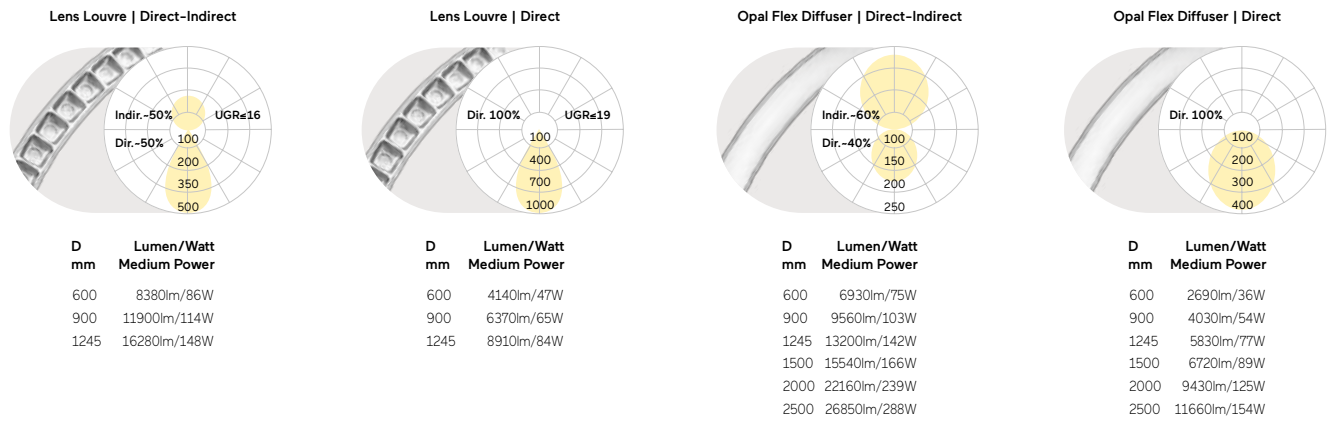 Lens Louvre | Direct-Indirect
Indir.~50%
UGR≤16
Dir.~50%
100
200
350
500
D Lumen/Watt
mm Medium Power
600 8380lm/86W
900 11900lm/114W
1245 16280lm/148W
Lens Louvre | Direct
Dir. 100%
UGR≤19
100
400
700
1000
D Lumen/Watt
mm Medium Power
600 4140lm/47W
900 6370lm/65W
1245 8910lm/84W
Opal Flex Diffuser | Direct-Indirect
Indir.~60%
Dir.~40%
100
150
200
250
D Lumen/Watt
mm Medium Power
600 6930lm/75W
900 9560lm/103W
1245 13200lm/142W
1500 15540lm/166W
2000 22160lm/239W
2500 26850lm/288W
Opal Flex Diffuser | Direct
Dir. 100%
100
200
300
400
D Lumen/Watt
mm Medium Power
600 2690lm/36W
900 4030lm/54W
1245 5830lm/77W
1500 6720lm/89W
2000 9430lm/125W
2500 11660lm/154W